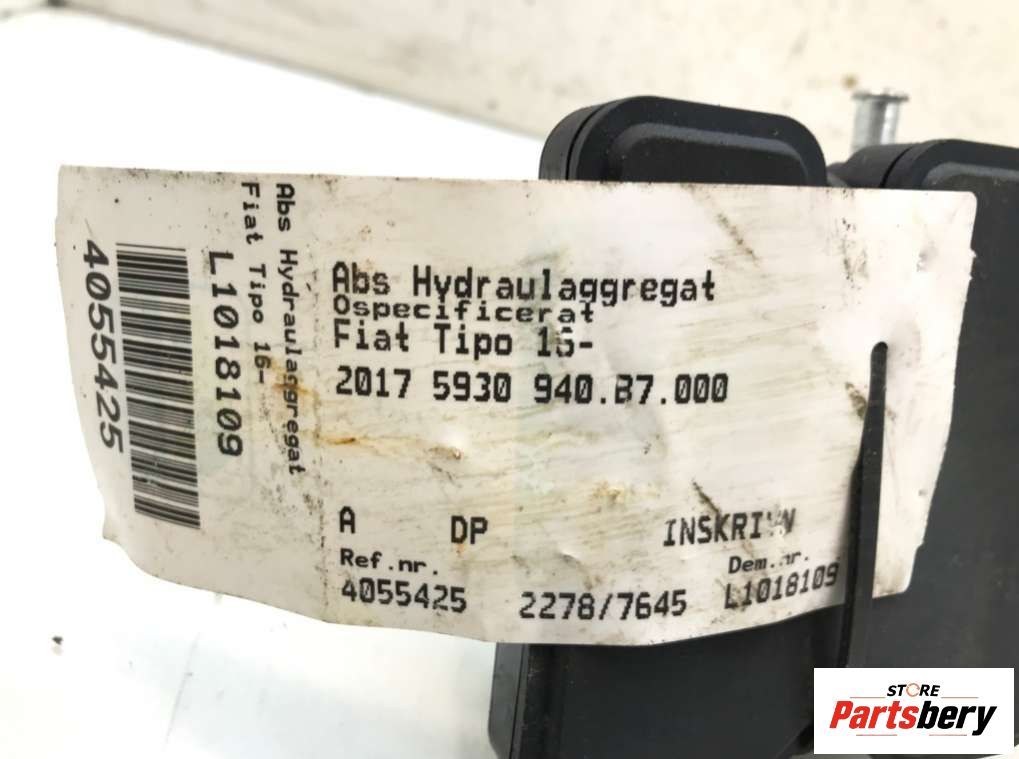 4055425
L1018109
Fiat Tipo 16-
Abs Hydraulaggregat
Abs Hydraulaggregat
Ospecificerat
Fiat Tipo 16-
2017 5930 940.B7.000
A DP
Ref.nr. Dem.nr.
4055425 2278/7645 L1018109
STORE
Partsbery